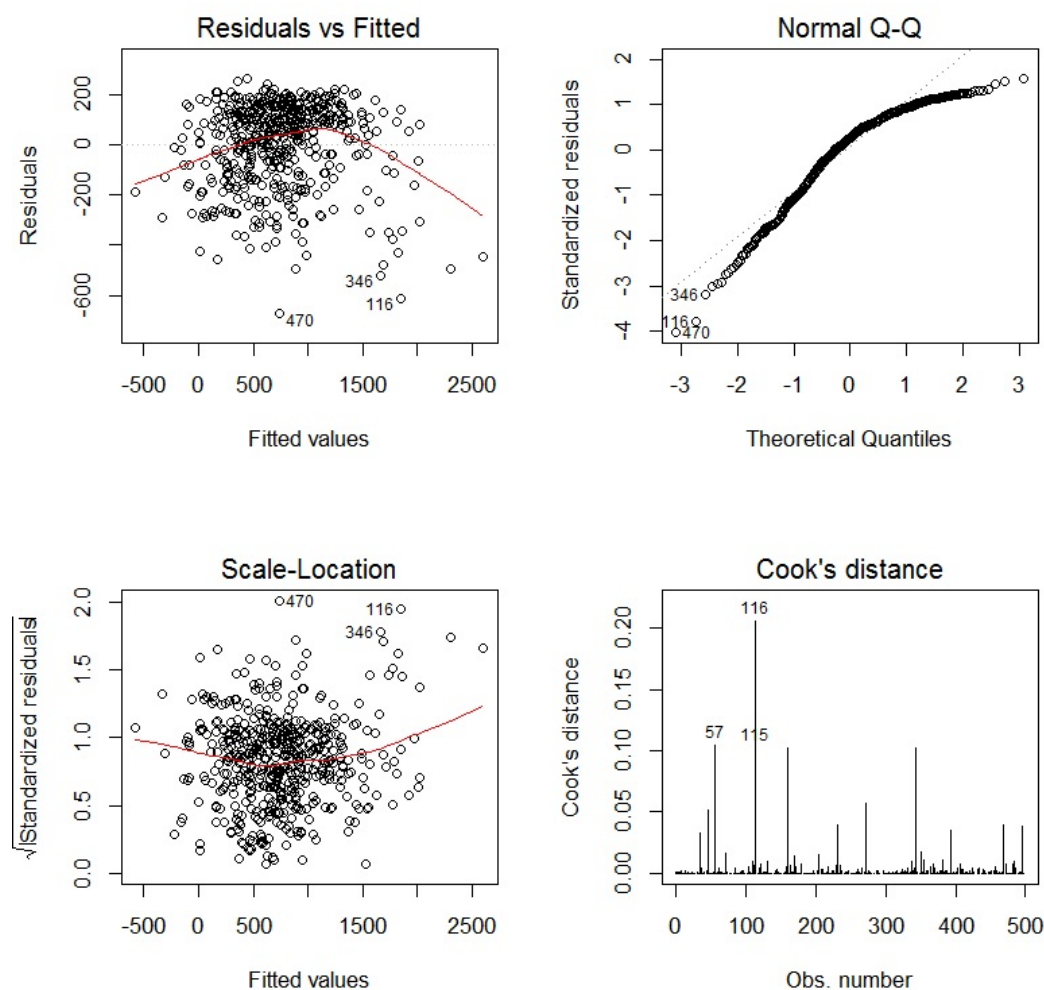 Residuals vs Fitted
Residuals
200
0
-200
-600
346
116
470
-500 0 500 1500 2500
Fitted values
Normal Q-Q
Standardized residuals
2
1
0
-1
-2
-3
-4
346
116
470
-3 -2 -1 0 1 2 3
Theoretical Quantiles
Scale-Location
√|Standardized residuals|
2.0
1.5
1.0
0.5
0.0
470
116
346
-500 0 500 1500 2500
Fitted values
Cook's distance
Cook's distance
0.20
0.15
0.10
0.05
0.00
116
57
115
0 100 200 300 400 500
Obs. number